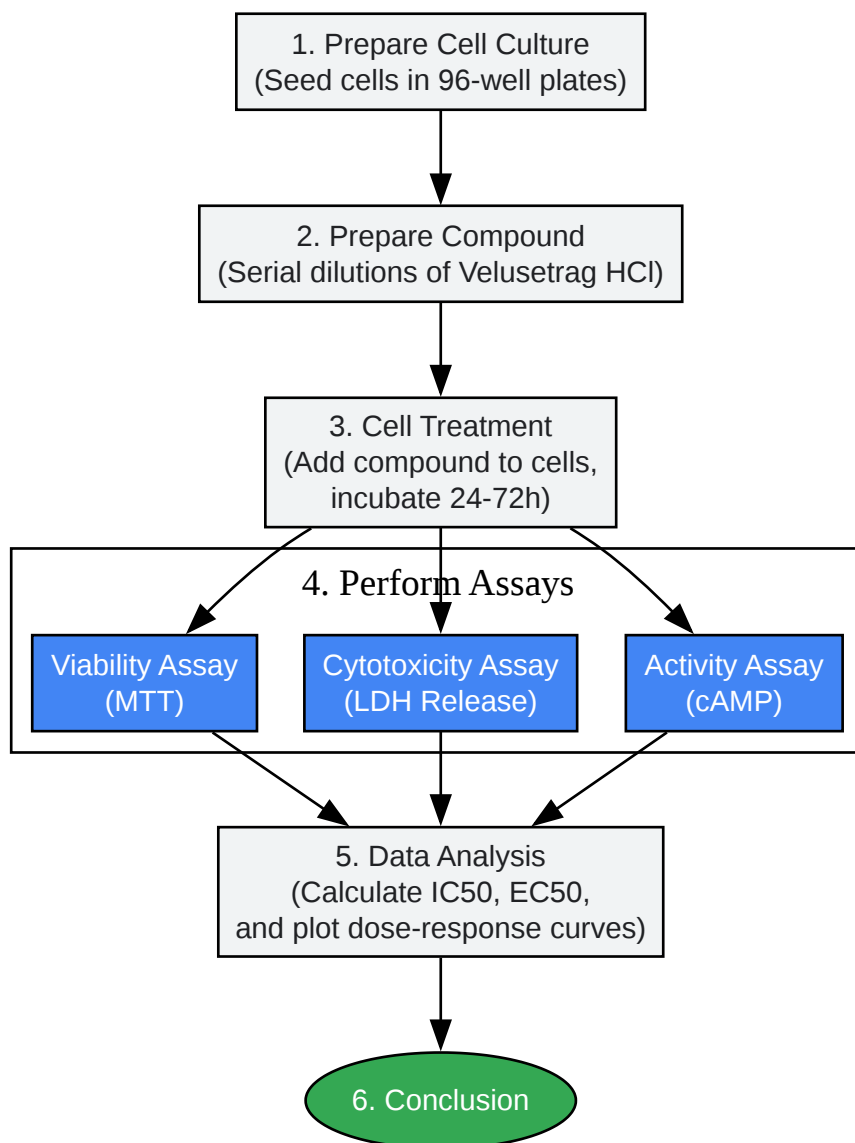 1. Prepare Cell Culture
(Seed cells in 96-well plates)
2. Prepare Compound
(Serial dilutions of Velusetrag HCl)
3. Cell Treatment
(Add compound to cells,
incubate 24-72h)
4. Perform Assays
Viability Assay
(MTT)
Cytotoxicity Assay
(LDH Release)
Activity Assay
(cAMP)
5. Data Analysis
(Calculate IC50, EC50,
and plot dose-response curves)
6. Conclusion